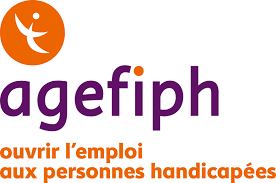 agefiph
ouvrir l'emploi
aux personnes handicapées